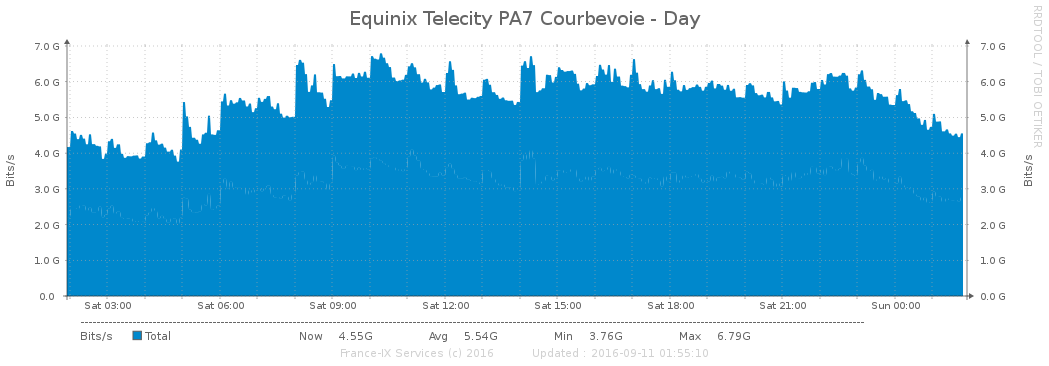 Equinix Telecity PA7 Courbevoie - Day
RRDTOOL / TOBI OETIKER
Bits/s
7.0 G 7.0 G
6.0 G 6.0 G
5.0 G 5.0 G
4.0 G 4.0 G
3.0 G 3.0 G
2.0 G 2.0 G
1.0 G 1.0 G
0.0 0.0 G
Bits/s
Sat 03:00 Sat 06:00 Sat 09:00 Sat 12:00 Sat 15:00 Sat 18:00 Sat 21:00 Sun 00:00
Bits/s Total Now 4.55G Avg 5.54G Min 3.76G Max 6.79G
France-IX Services (c) 2016 Updated : 2016-09-11 01:55:10